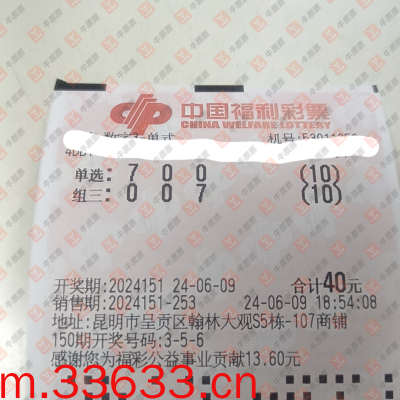 中国福利彩票
CHINA WELFARE LOTTERY
单选:7 0 0 (10)
组三:0 0 7 (10)
开奖期:2024151 24-06-09 合计40元
销售期:2024151-253 24-06-09 18:54:08
地址:昆明市呈贡区翰林大观S5栋-107商铺
150期开奖号码:3-5-6
感谢您为福彩公益事业贡献13.60元
m.33633.cn